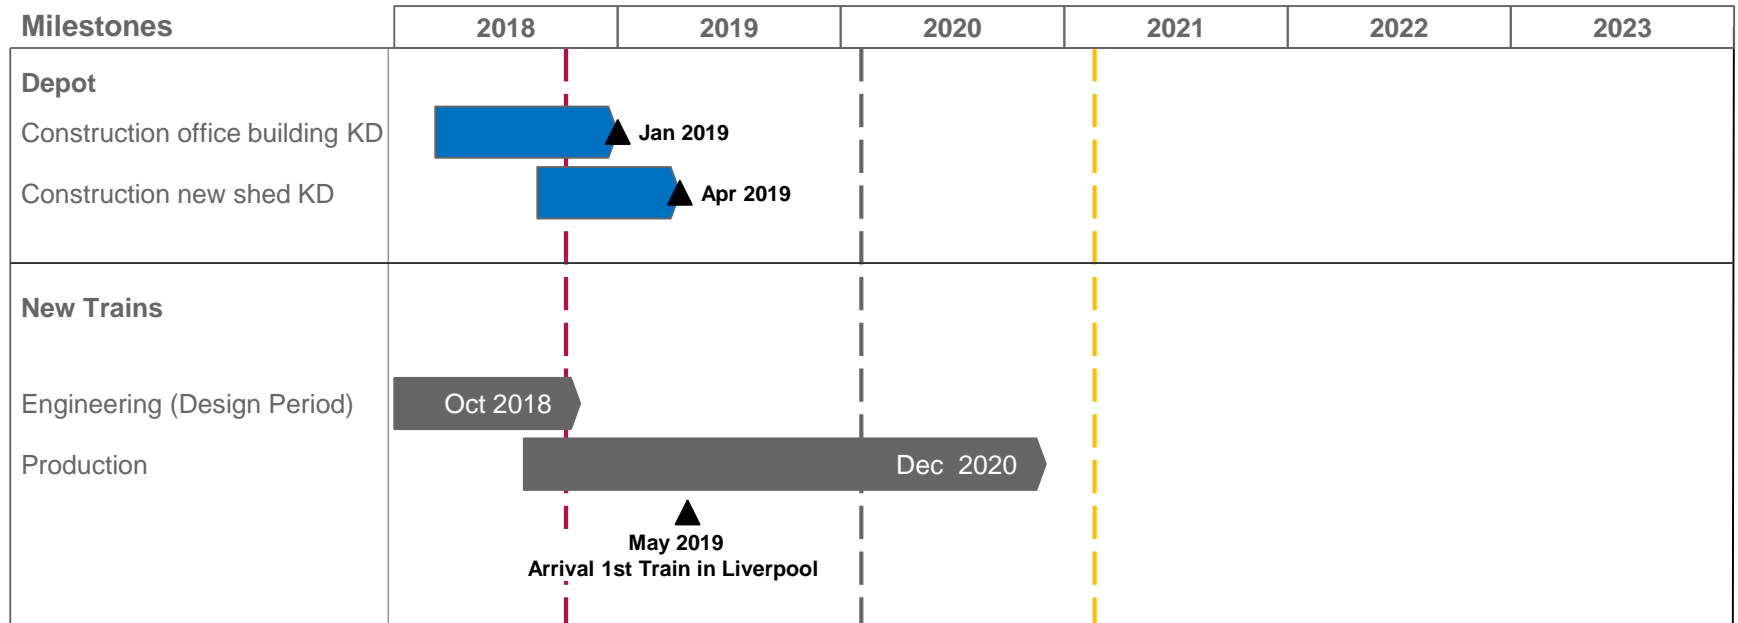 Milestones 2018 2019 2020 2021 2022 2023
Depot
Construction office building KD Jan 2019
Construction new shed KD Apr 2019
New Trains
Engineering (Design Period) Oct 2018
Production Dec 2020
May 2019
Arrival 1st Train in Liverpool